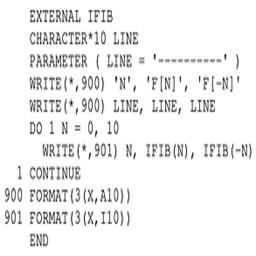 EXTERNAL IFIB
CHARACTER*10 LINE
PARAMETER ( LINE = '----------' )
WRITE(*,900) 'N', 'F[N]', 'F[-N]'
WRITE(*,900) LINE, LINE, LINE
DO 1 N = 0, 10
WRITE(*,901) N, IFIB(N), IFIB(-N)
1 CONTINUE
900 FORMAT(3(X,A10))
901 FORMAT(3(X,I10))
END